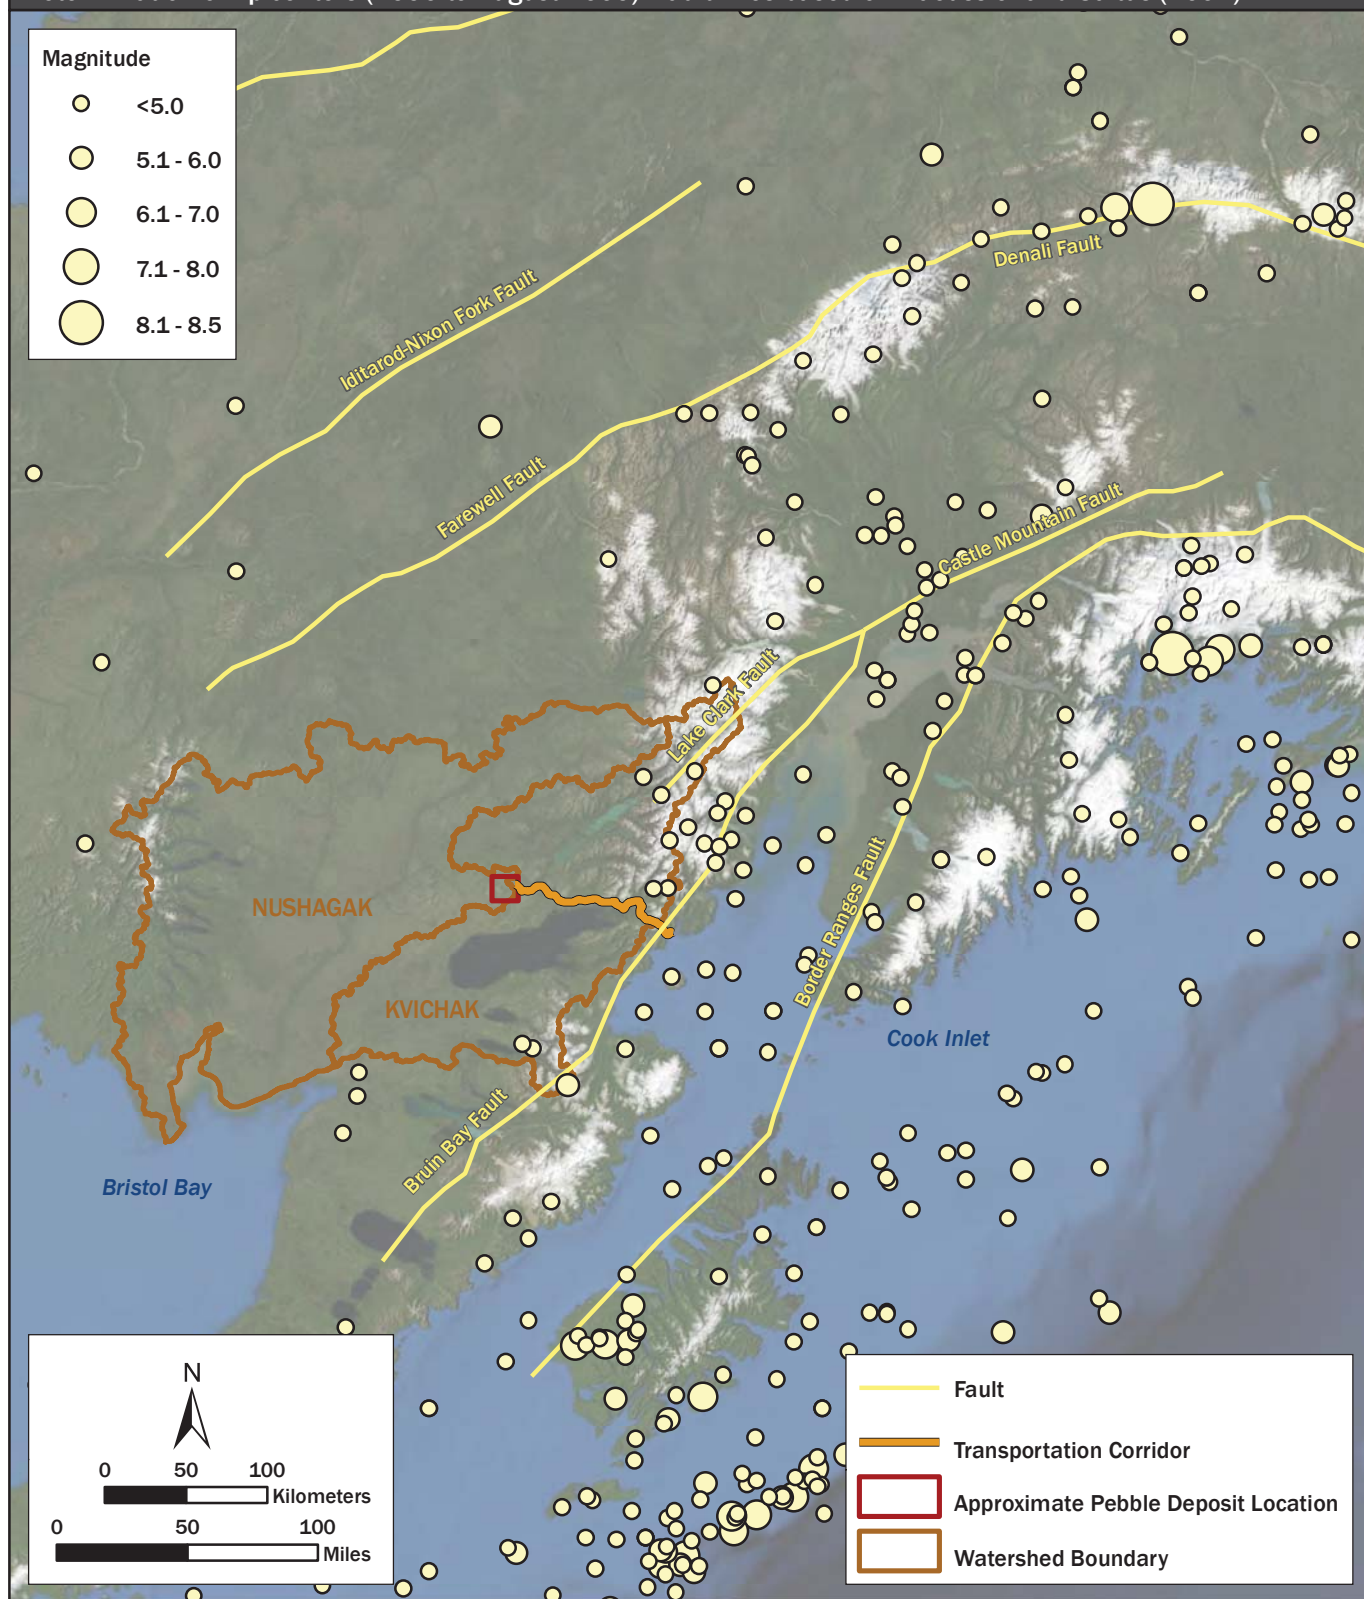 Magnitude
<5.0
5.1 - 6.0
6.1 - 7.0
7.1 - 8.0
8.1 - 8.5
Denali Fault
Iditarod-Nixon Fork Fault
Farewell Fault
Castle Mountain Fault
Lake Clark Fault
Border Ranges Fault
NUSHAGAK
KVICHAK
Cook Inlet
Bruin Bay Fault
Bristol Bay
N
0 50 100
Kilometers
0 50 100
Miles
Fault
Transportation Corridor
Approximate Pebble Deposit Location
Watershed Boundary